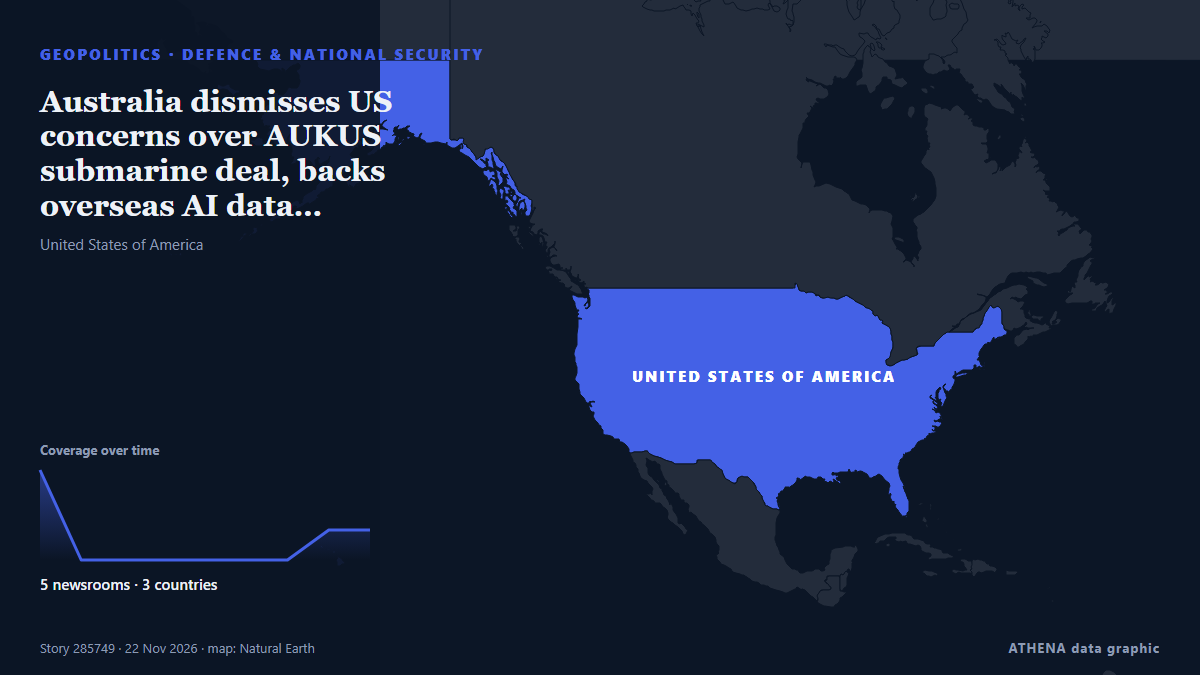 GEOPOLITICS · DEFENCE & NATIONAL SECURITY
Australia dismisses US
concerns over AUKUS
submarine deal, backs
overseas AI data...
United States of America
UNITED STATES OF AMERICA
Coverage over time
5 newsrooms · 3 countries
Story 285749 · 22 Nov 2026 · map: Natural Earth
ATHENA data graphic